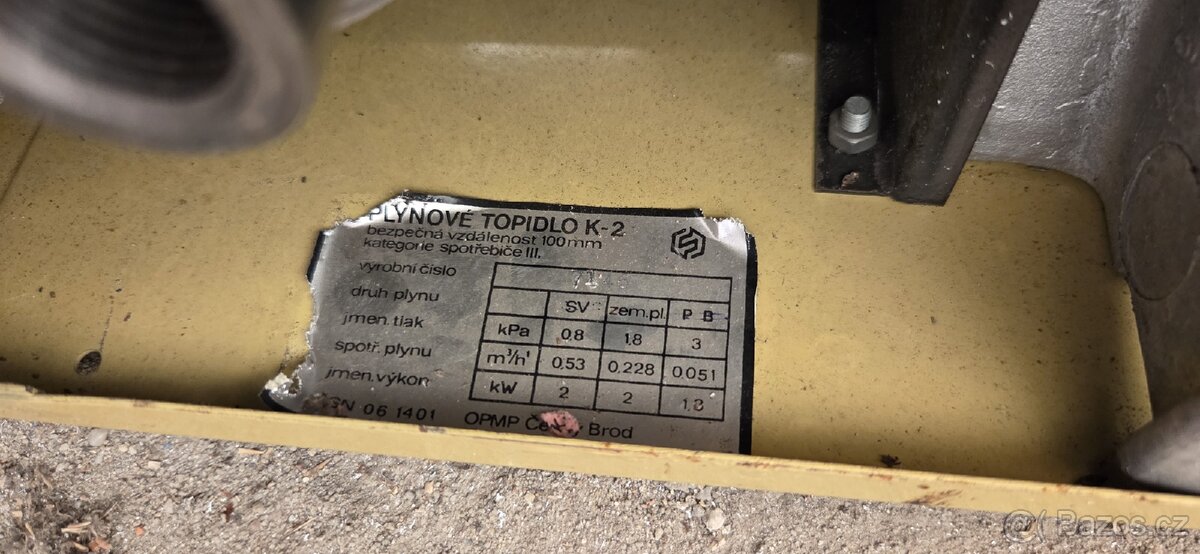 PLYNOVÉ TOPIDLO K-2
bezpečná vzdálenost 100mm
kategorie spotřebiče III.
výrobní číslo
druh plynu SV zem.pl. P B
jmen. tlak kPa 0,8 1,8 3
spotř. plynu m³/h¹ 0,53 0,228 0,051
jmen. výkon kW 2 2 1,8
06 1401 OPMP Brod
Bazos.cz